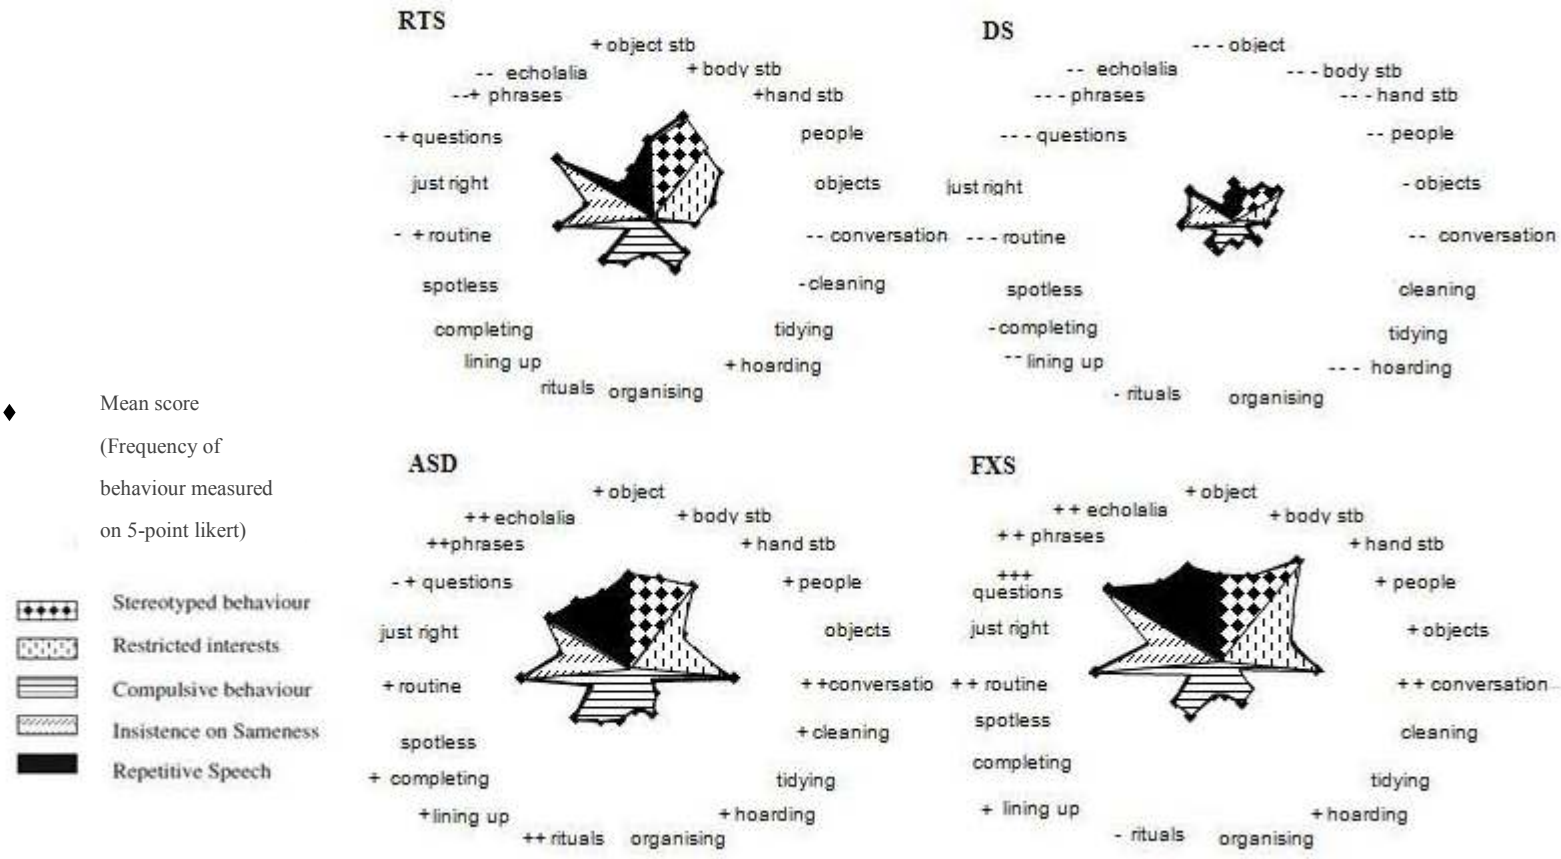 RTS
+ object stb
-- echolalia
+ body stb
--+ phrases
+hand stb
- + questions
people
just right
objects
- + routine
-- conversation
spotless
- cleaning
completing
tidying
lining up
+ hoarding
rituals
organising
DS
--- object
-- echolalia
--- body stb
--- phrases
--- hand stb
--- questions
-- people
just right
- objects
--- routine
-- conversation
spotless
cleaning
- completing
tidying
-- lining up
--- hoarding
- rituals
organising
Mean score
(Frequency of
behaviour measured
on 5-point likert)
Stereotyped behaviour
Restricted interests
Compulsive behaviour
Insistence on Sameness
Repetitive Speech
ASD
+ object
++ echolalia
+ body stb
++phrases
+ hand stb
- + questions
+ people
just right
objects
+ routine
++conversatio
spotless
+ cleaning
+ completing
tidying
+lining up
+ hoarding
++ rituals
organising
FXS
+ object
++ echolalia
+ body stb
++ phrases
+ hand stb
+++
questions
+ people
just right
+ objects
++ routine
++ conversation
spotless
cleaning
completing
tidying
+ lining up
+ hoarding
- rituals
organising